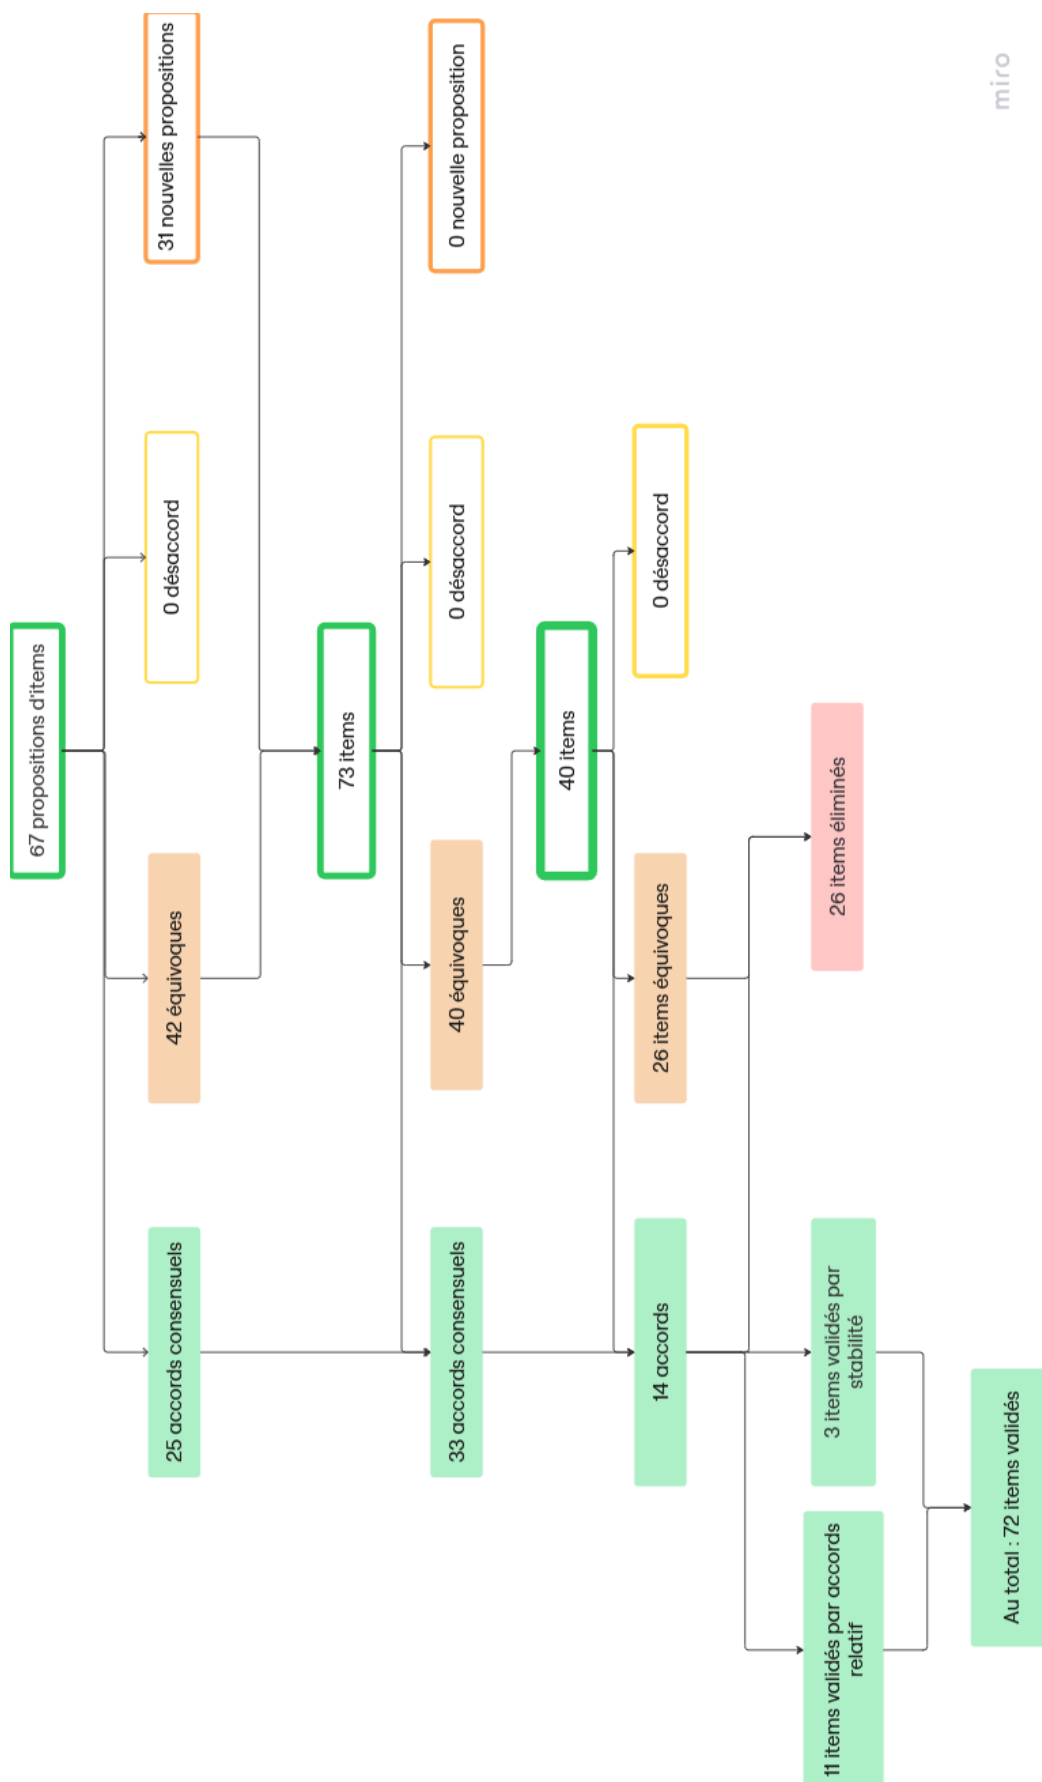 67 propositions d'items
25 accords consensuels
42 équivoques
0 désaccord
31 nouvelles propositions
73 items
33 accords consensuels
40 équivoques
0 désaccord
0 nouvelle proposition
40 items
14 accords
26 items équivoques
0 désaccord
11 items validés par accords
relatif
3 items validés par
stabilité
26 items éliminés
Au total : 72 items validés
miro